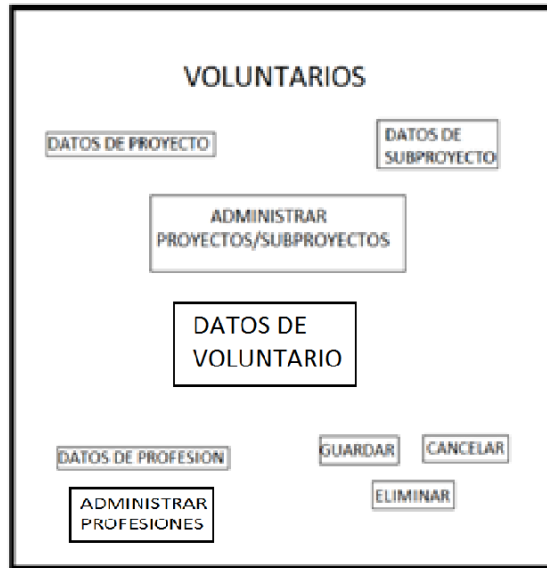 VOLUNTARIOS
DATOS DE PROYECTO
DATOS DE
SUBPROYECTO
ADMINISTRAR
PROYECTOS/SUBPROYECTOS
DATOS DE
VOLUNTARIO
DATOS DE PROFESION
GUARDAR
CANCELAR
ELIMINAR
ADMINISTRAR
PROFESIONES